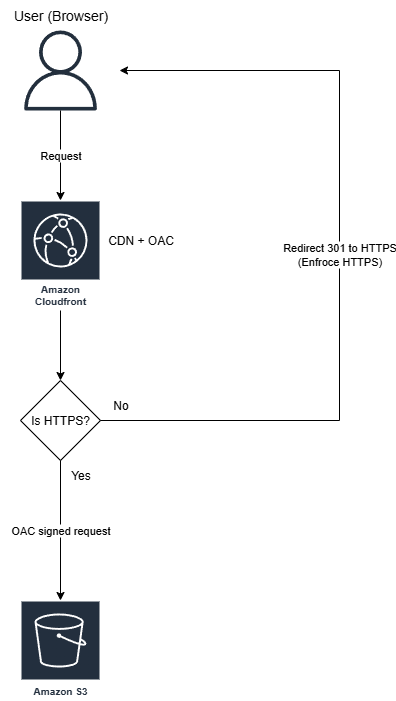 User (Browser)
Request
CDN + OAC
Amazon
Cloudfront
Redirect 301 to HTTPS
(Enfroce HTTPS)
Is HTTPS?
No
Yes
OAC signed request
Amazon S3